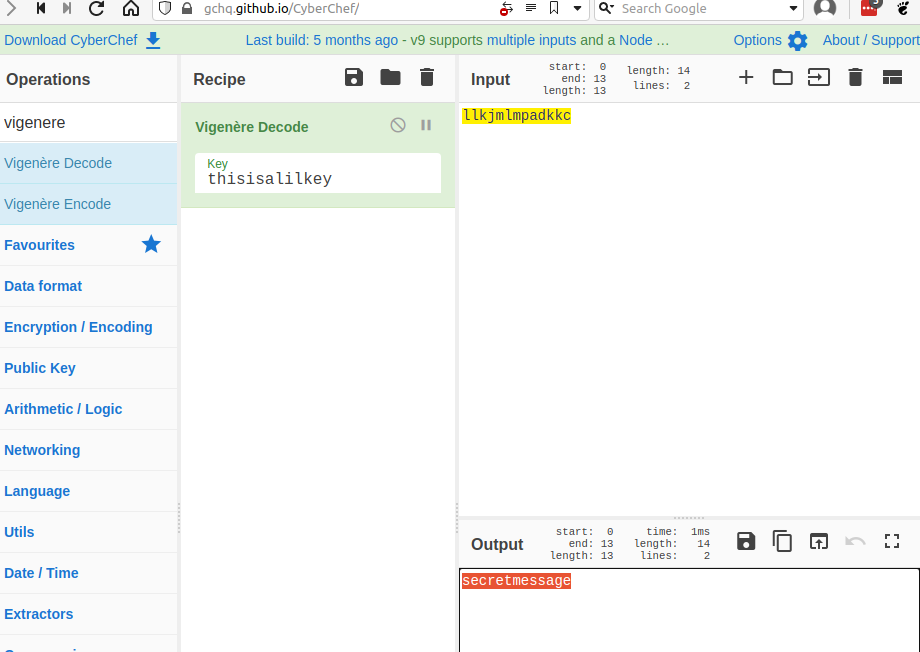 gchq.github.io/CyberChef/
Search Google
Download CyberChef
Last build: 5 months ago - v9 supports multiple inputs and a Node ...
Options
About / Support
Operations
vigenere
Vigenère Decode
Vigenère Encode
Favourites
Data format
Encryption / Encoding
Public Key
Arithmetic / Logic
Networking
Language
Utils
Date / Time
Extractors
Recipe
Vigenère Decode
Key
thisisalilkey
Input
start: 0
end: 13
length: 13
length: 14
lines: 2
llkjmlmpadkkc
Output
start: 0
end: 13
length: 13
time: 1ms
length: 14
lines: 2
secretmessage